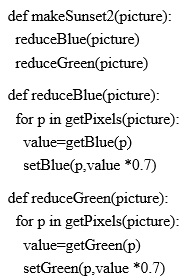 def makeSunset2(picture):
  reduceBlue(picture)
  reduceGreen(picture)
def reduceBlue(picture):
  for p in getPixels(picture):
    value=getBlue(p)
    setBlue(p,value *0.7)
def reduceGreen(picture):
  for p in getPixels(picture):
    value=getGreen(p)
    setGreen(p,value *0.7)